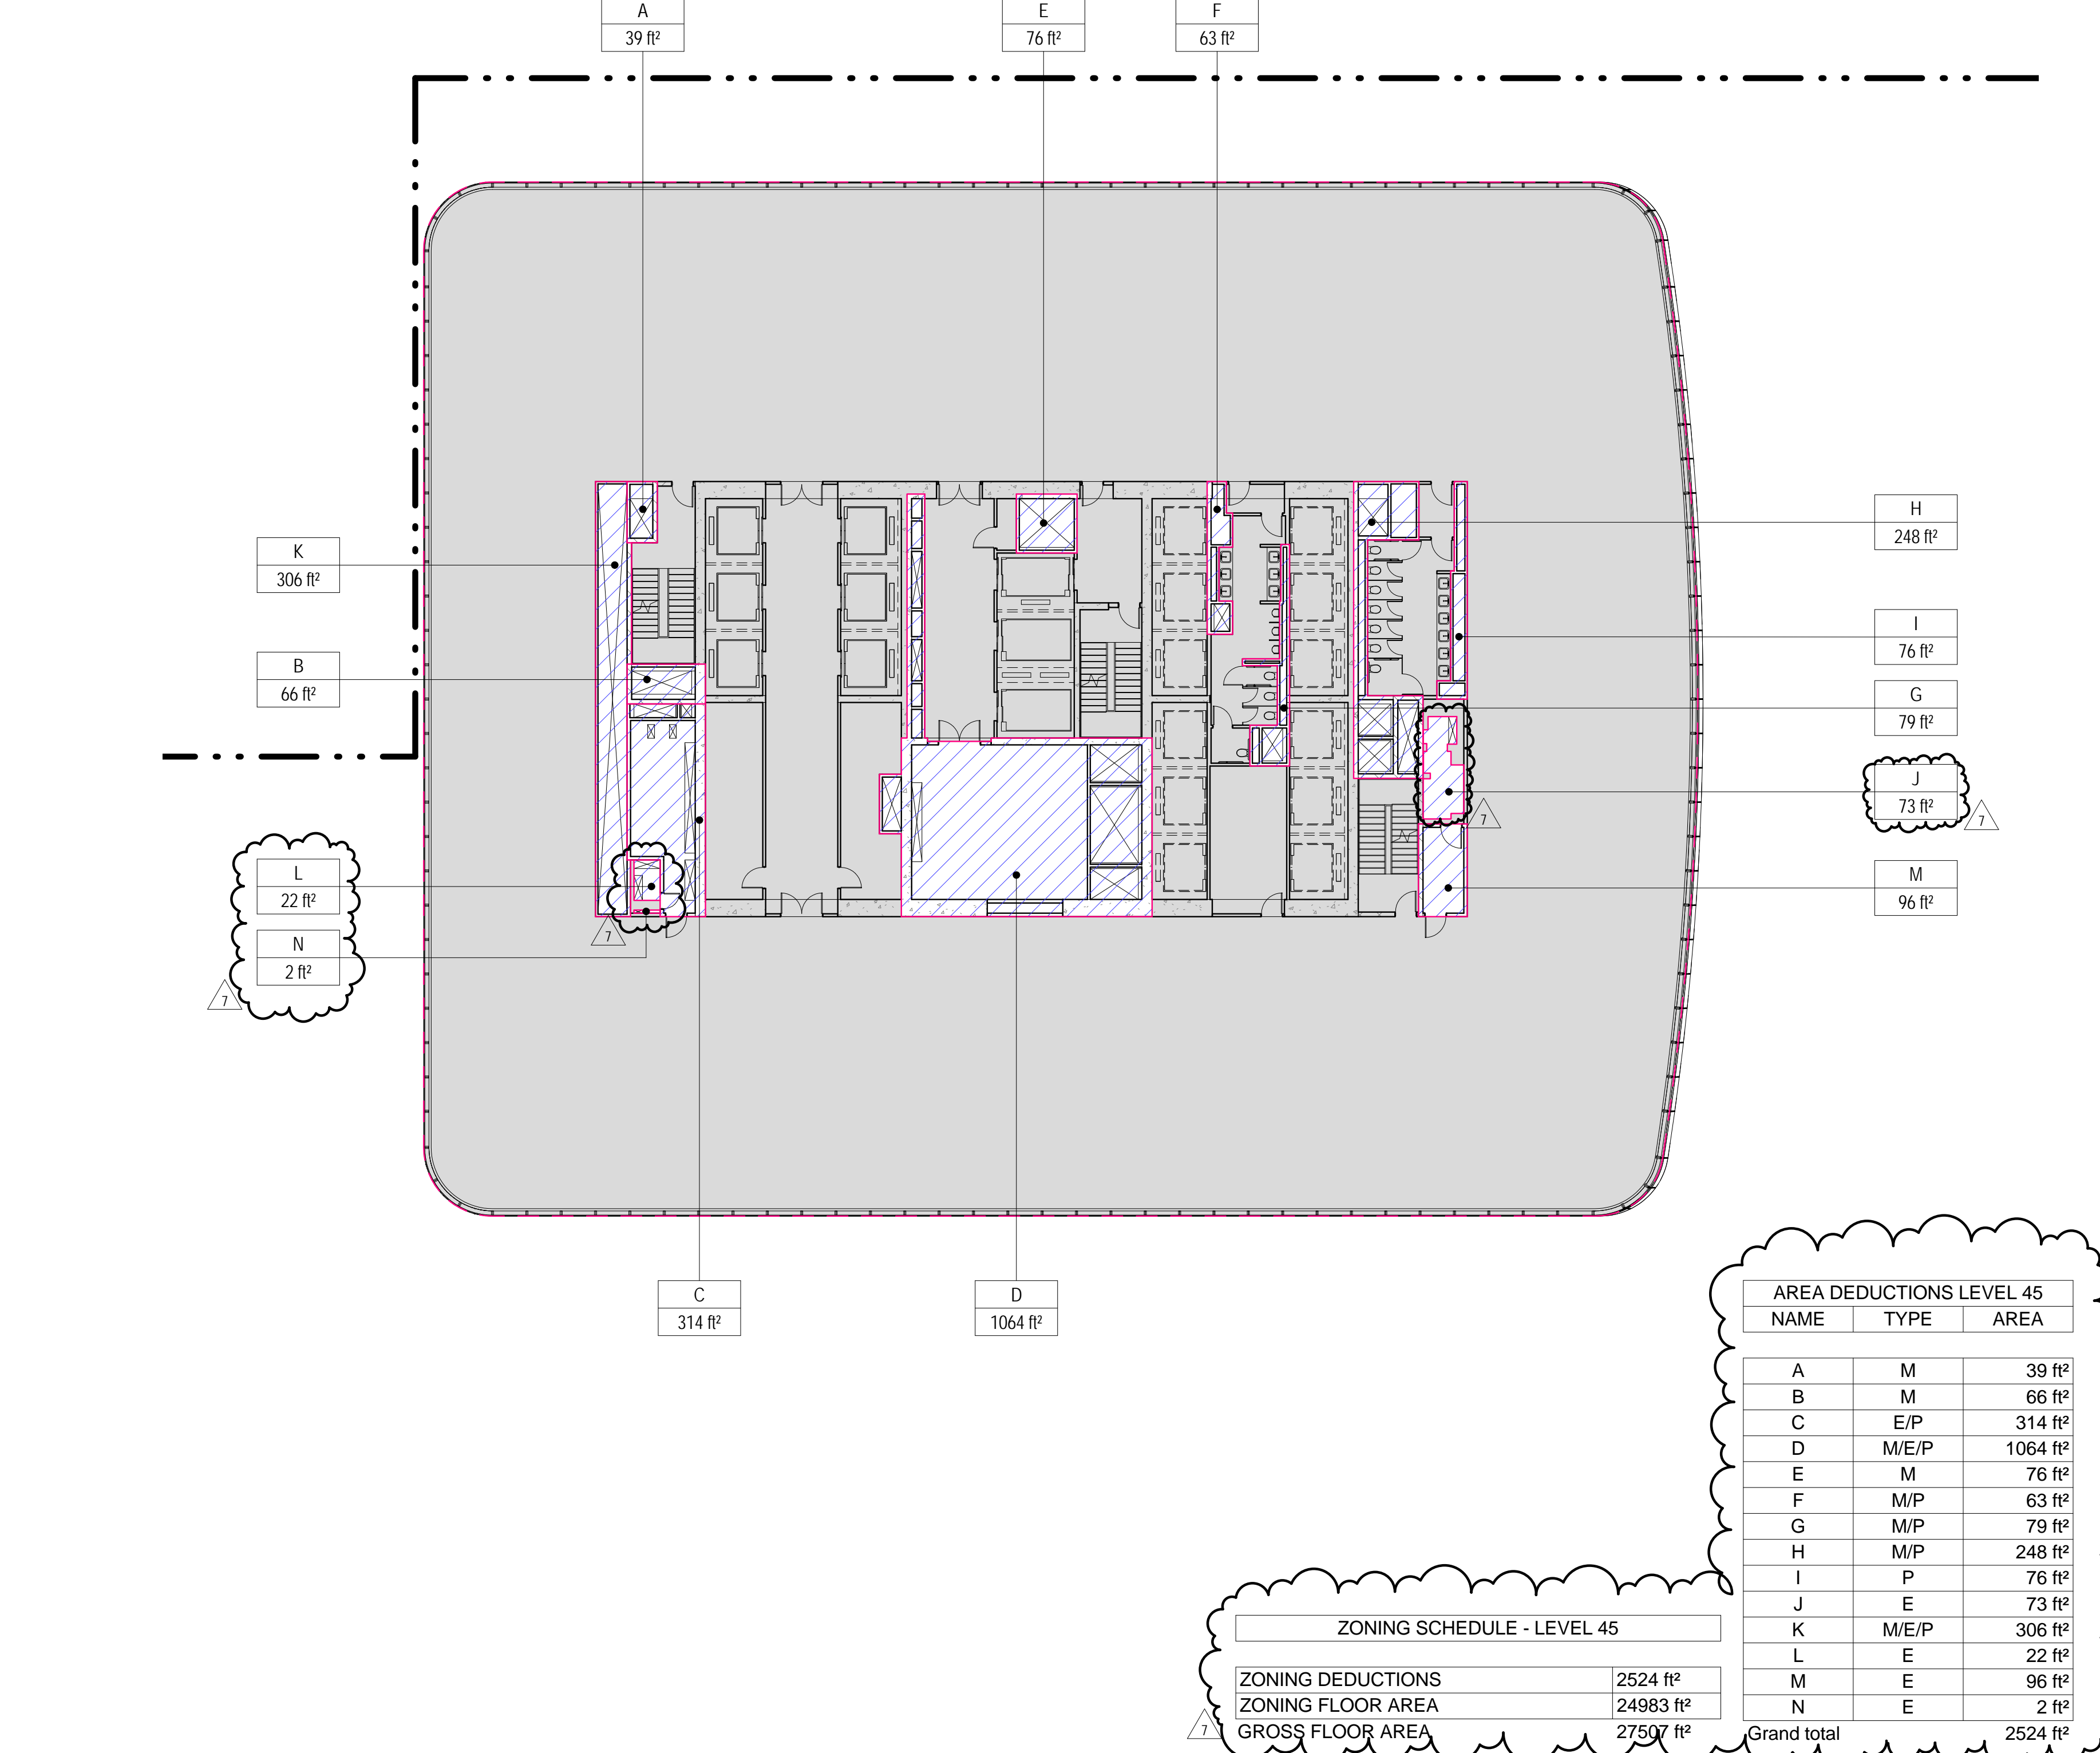 A
39 ft²
E
76 ft²
F
63 ft²
K
306 ft²
B
66 ft²
H
248 ft²
I
76 ft²
G
79 ft²
J
73 ft²
7
7
M
96 ft²
L
22 ft²
N
2 ft²
7
7
C
314 ft²
D
1064 ft²
AREA DEDUCTIONS LEVEL 45
NAME TYPE AREA
A M 39 ft²
B M 66 ft²
C E/P 314 ft²
D M/E/P 1064 ft²
E M 76 ft²
F M/P 63 ft²
G M/P 79 ft²
H M/P 248 ft²
I P 76 ft²
J E 73 ft²
K M/E/P 306 ft²
L E 22 ft²
M E 96 ft²
N E 2 ft²
Grand total 2524 ft²
ZONING SCHEDULE - LEVEL 45
ZONING DEDUCTIONS 2524 ft²
ZONING FLOOR AREA 24983 ft²
GROSS FLOOR AREA 27507 ft²
7